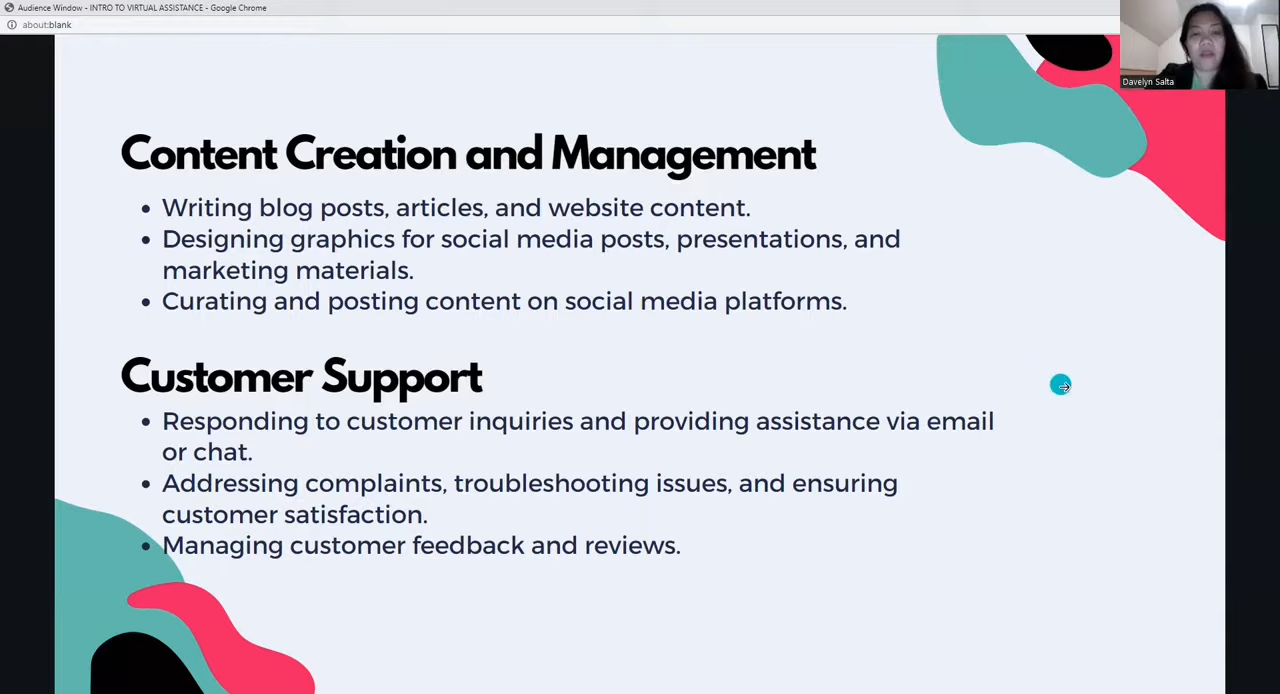 Audience Window - INTRO TO VIRTUAL ASSISTANCE - Google Chrome
about:blank
Davelyn Salta
Content Creation and Management
• Writing blog posts, articles, and website content.
• Designing graphics for social media posts, presentations, and
marketing materials.
• Curating and posting content on social media platforms.
Customer Support
• Responding to customer inquiries and providing assistance via email
or chat.
• Addressing complaints, troubleshooting issues, and ensuring
customer satisfaction.
• Managing customer feedback and reviews.